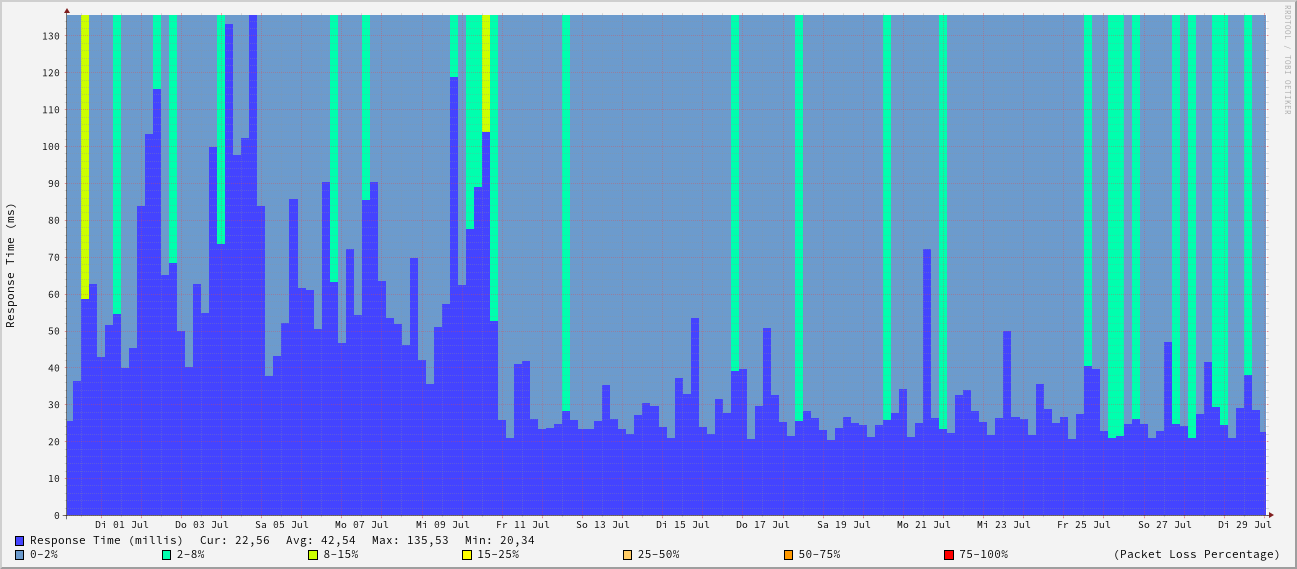 RRDTOOL / TOBI OETIKER
Response Time (ms)
130
120
110
100
90
80
70
60
50
40
30
20
10
0
Di 01 Jul Do 03 Jul Sa 05 Jul Mo 07 Jul Mi 09 Jul Fr 11 Jul So 13 Jul Di 15 Jul Do 17 Jul Sa 19 Jul Mo 21 Jul Mi 23 Jul Fr 25 Jul So 27 Jul Di 29 Jul
Response Time (millis) Cur: 22,56 Avg: 42,54 Max: 135,53 Min: 20,34
0-2% 2-8% 8-15% 15-25% 25-50% 50-75% 75-100% (Packet Loss Percentage)